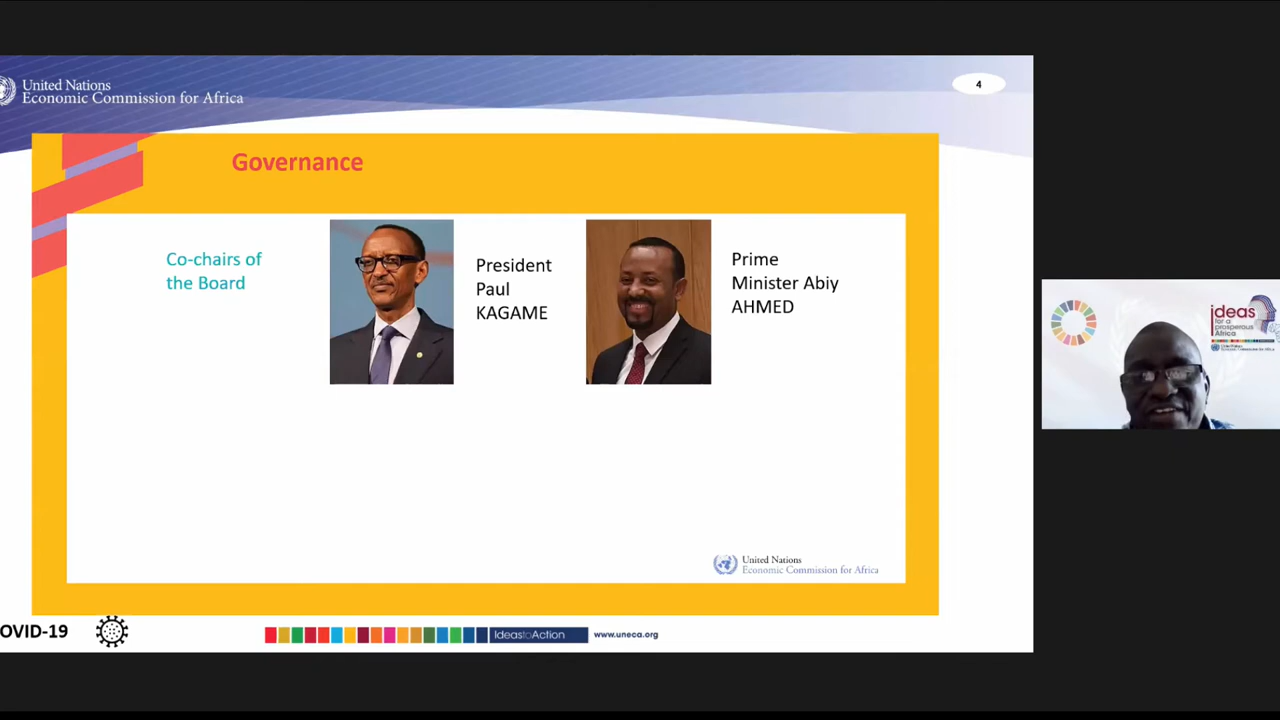 United Nations
Economic Commission for Africa
4
Governance
Co-chairs of
the Board
President
Paul
KAGAME
Prime
Minister Abiy
AHMED
ideas
for a
prosperous
Africa
United Nations
Economic Commission for Africa
OVID-19
IdeastoAction
www.uneca.org